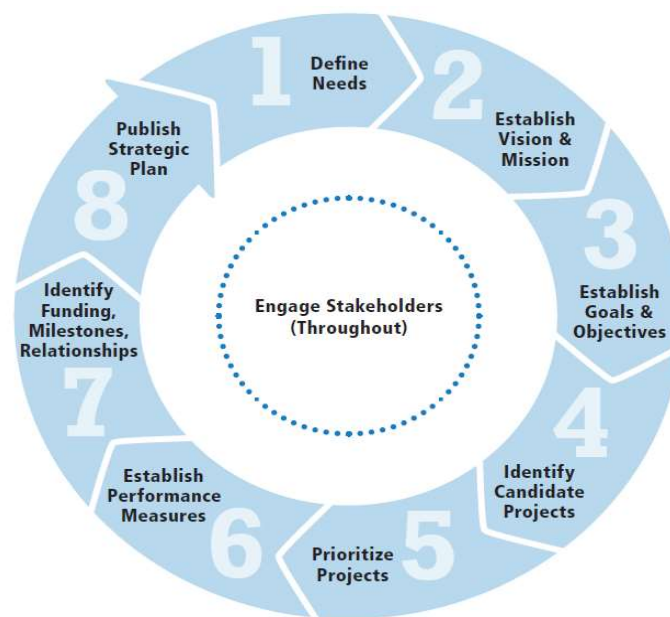 1
Define
Needs
2
Establish
Vision &
Mission
3
Establish
Goals &
Objectives
4
Identify
Candidate
Projects
5
Prioritize
Projects
6
Establish
Performance
Measures
7
Identify
Funding,
Milestones,
Relationships
8
Publish
Strategic
Plan
Engage Stakeholders
(Throughout)